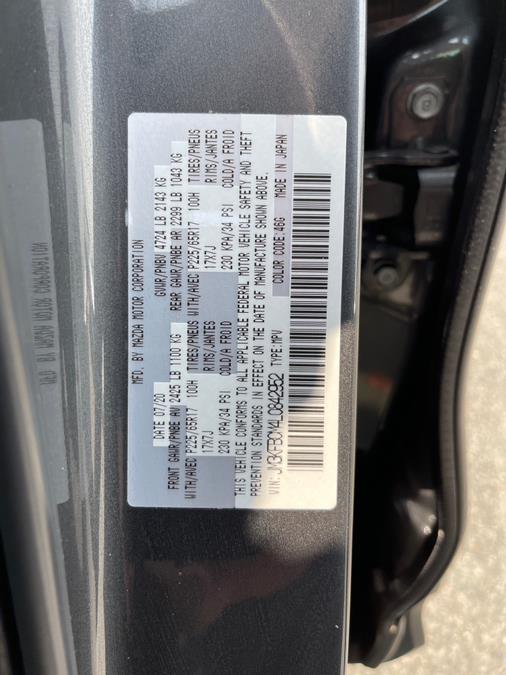 MFD. BY MAZDA MOTOR CORPORATION
DATE 07/20 GVWR/PNBV 4724 LB 2143 KG
FRONT GAWR/PNBE AV 2425 LB 1100 KG REAR GAWR/PNBE AR 2299 LB 1043 KG
WITH/AVEC P225/65R17 100H TIRES/PNEUS WITH/AVEC P225/65R17 100H TIRES/PNEUS
17X7J RIMS/JANTES 17X7J RIMS/JANTES
230 KPA/34 PSI COLD/A FROID 230 KPA/34 PSI COLD/A FROID
THIS VEHICLE CONFORMS TO ALL APPLICABLE FEDERAL MOTOR VEHICLE SAFETY AND THEFT
PREVENTION STANDARDS IN EFFECT ON THE DATE OF MANUFACTURE SHOWN ABOVE.
VIN: JM3KFBCM4L0842952 TYPE:MPV COLOR CODE:46G MADE IN JAPAN